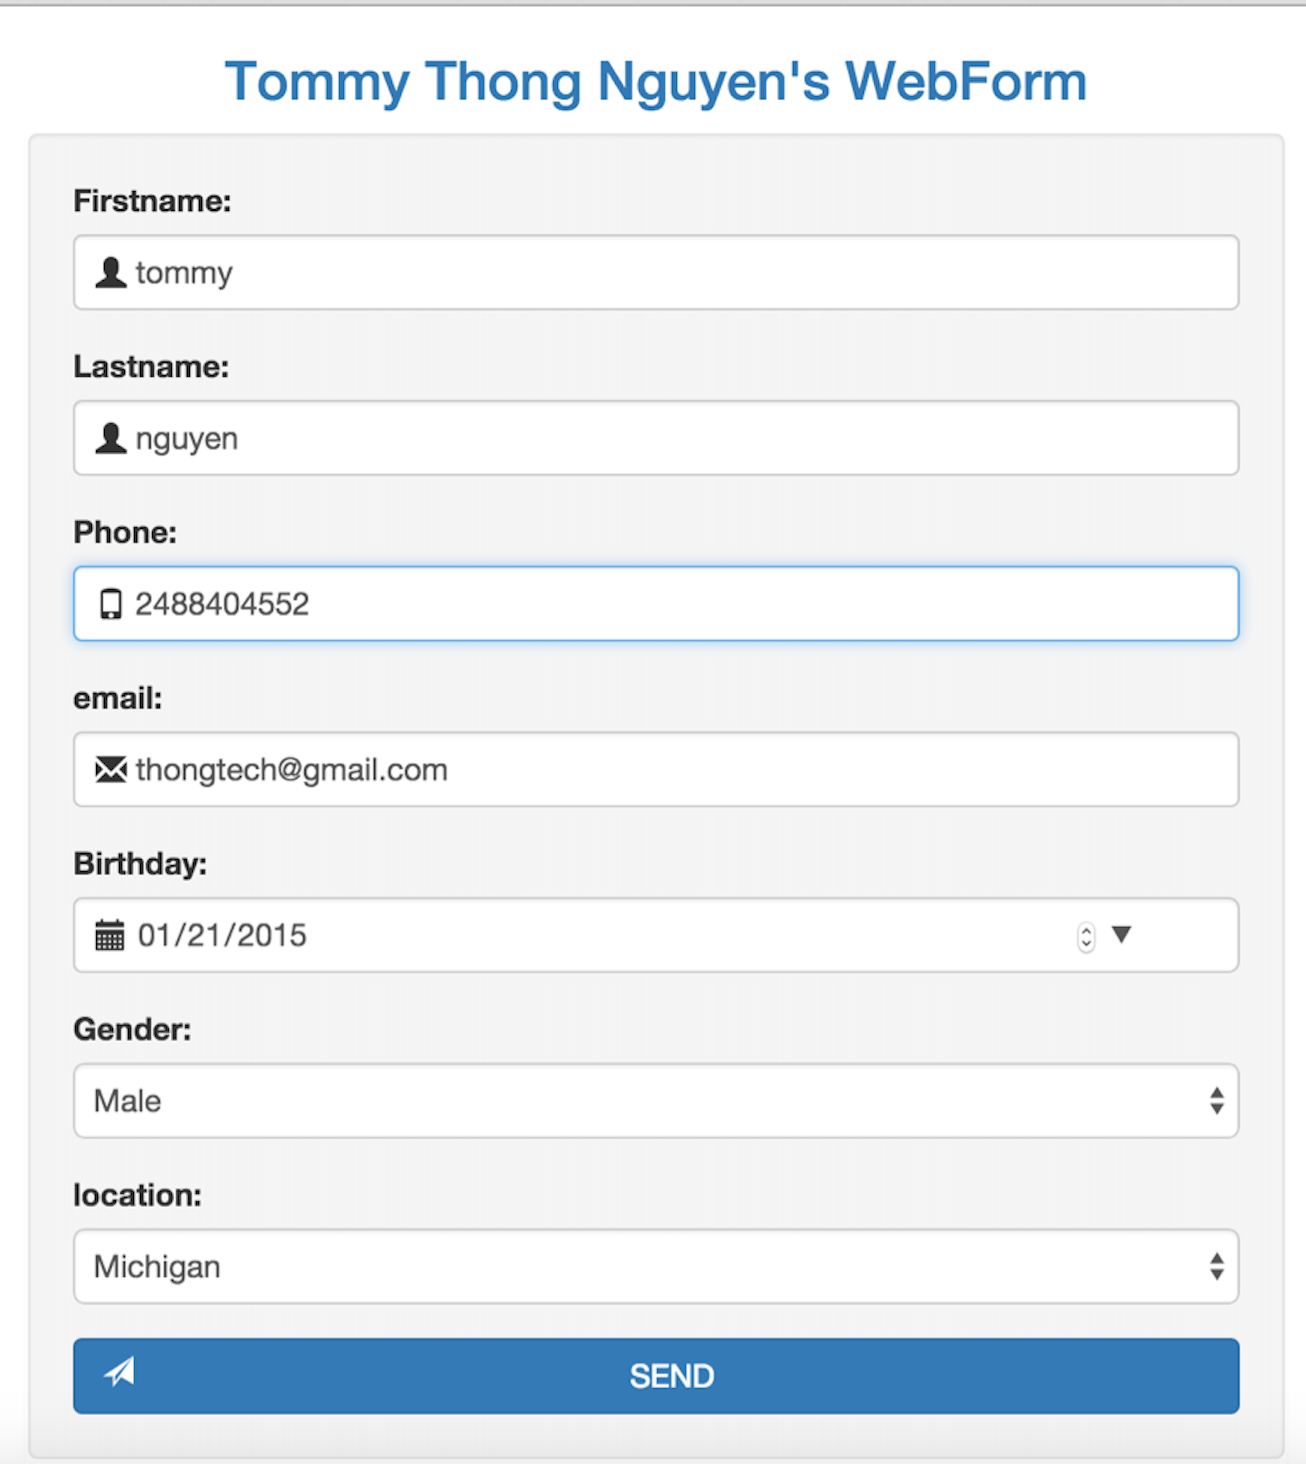 Tommy Thong Nguyen's WebForm
Firstname:
tommy
Lastname:
nguyen
Phone:
2488404552
email:
thongtech@gmail.com
Birthday:
01/21/2015
Gender:
Male
location:
Michigan
SEND